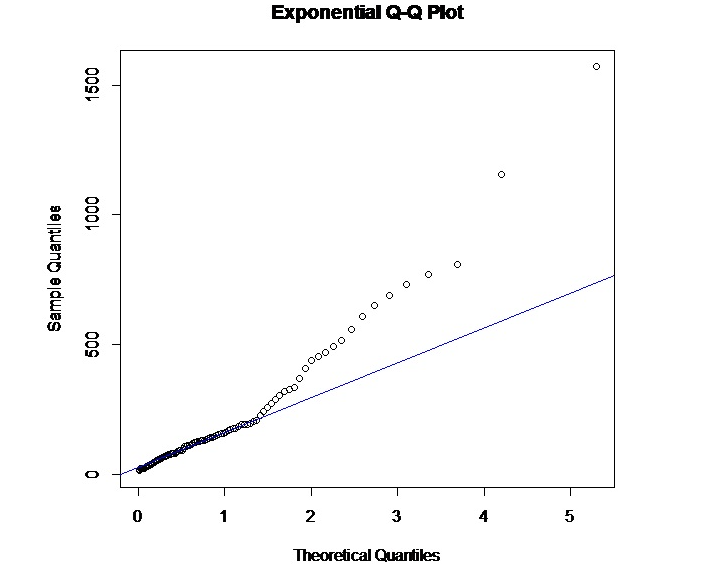 Exponential Q-Q Plot
1500
1000
500
0
Sample Quantiles
0 1 2 3 4 5
Theoretical Quantiles